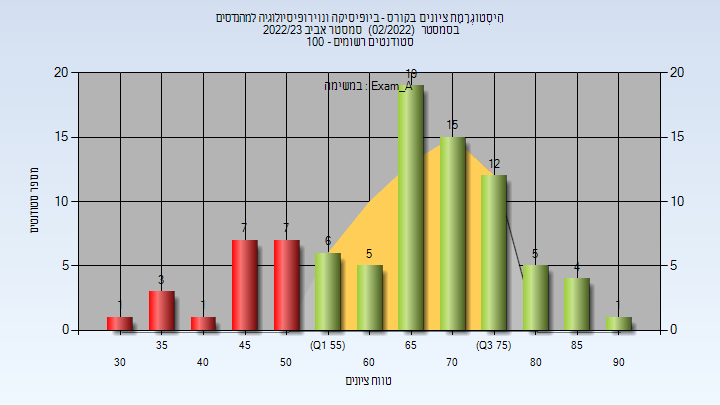 היסטוגרמת ציונים בקורס - ביופיסיקה ונוירופיסיולוגיה למהנדסים
בסמסטר (02/2022) סמסטר אביב 2022/23
סטודנטים רשומים - 100
במשימה : Exam_A
מספר סטודנטים
20 20
15 15
10 10
5 5
0 0
1 3 1 7 7 6 5 19 15 12 5 4 1
35 45 (Q1 55) 65 (Q3 75) 85
30 40 50 60 70 80 90
טווח ציונים